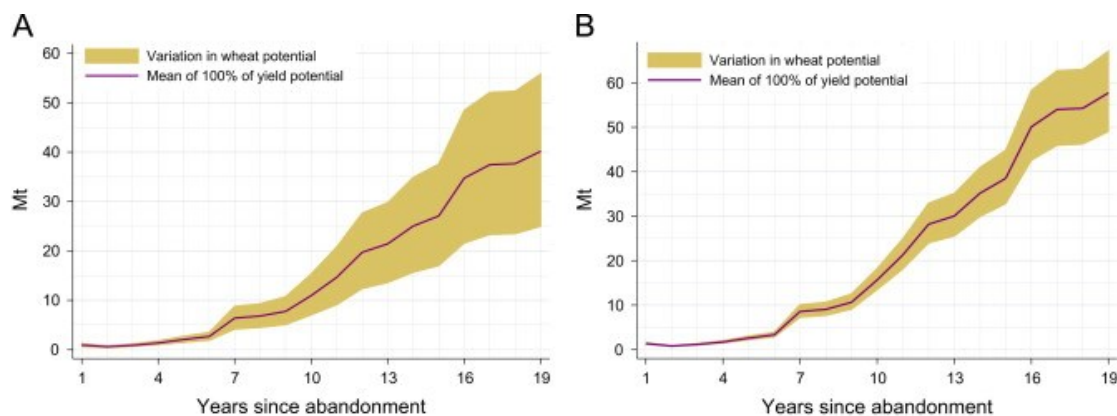 A
Variation in wheat potential
Mean of 100% of yield potential
60
50
40
30
20
10
0
Mt
1 4 7 10 13 16 19
Years since abandonment
B
Variation in wheat potential
Mean of 100% of yield potential
60
50
40
30
20
10
0
Mt
1 4 7 10 13 16 19
Years since abandonment